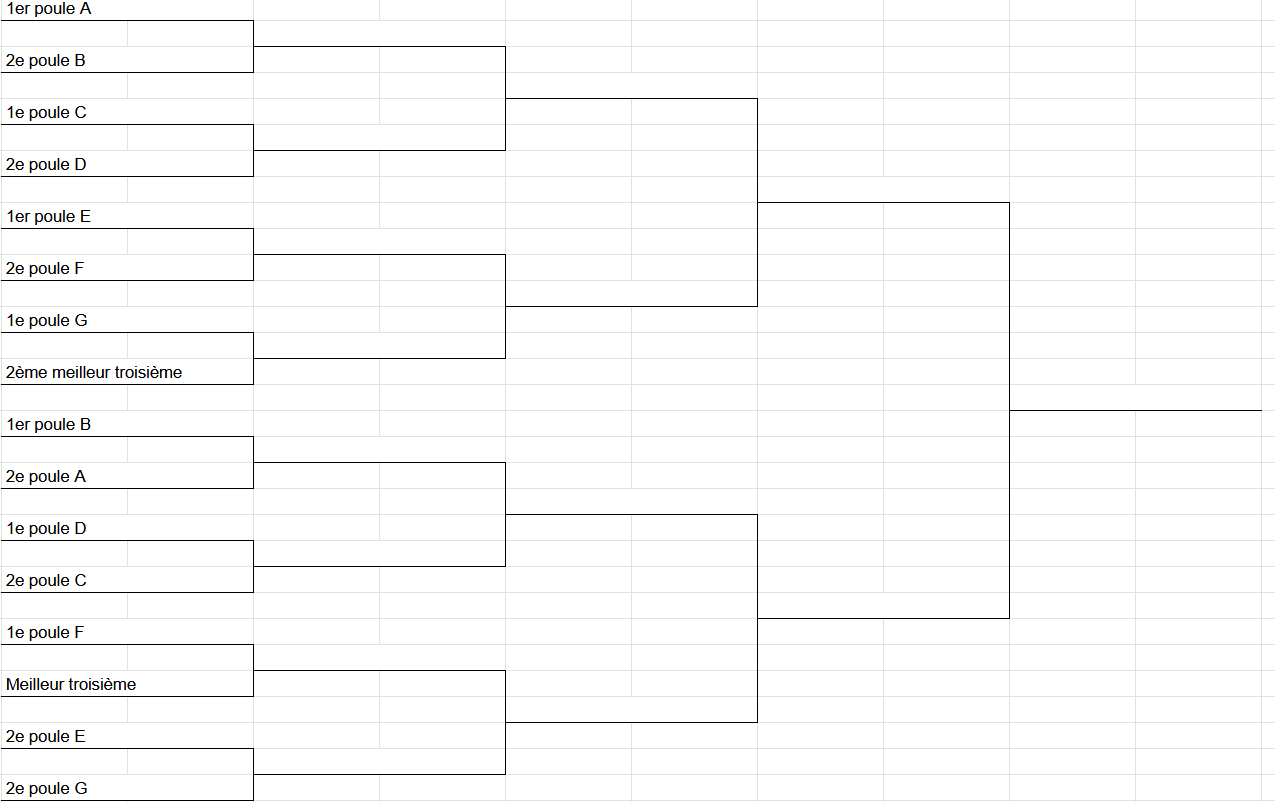 1er poule A
2e poule B
1e poule C
2e poule D
1er poule E
2e poule F
1e poule G
2ème meilleur troisième
1er poule B
2e poule A
1e poule D
2e poule C
1e poule F
Meilleur troisième
2e poule E
2e poule G